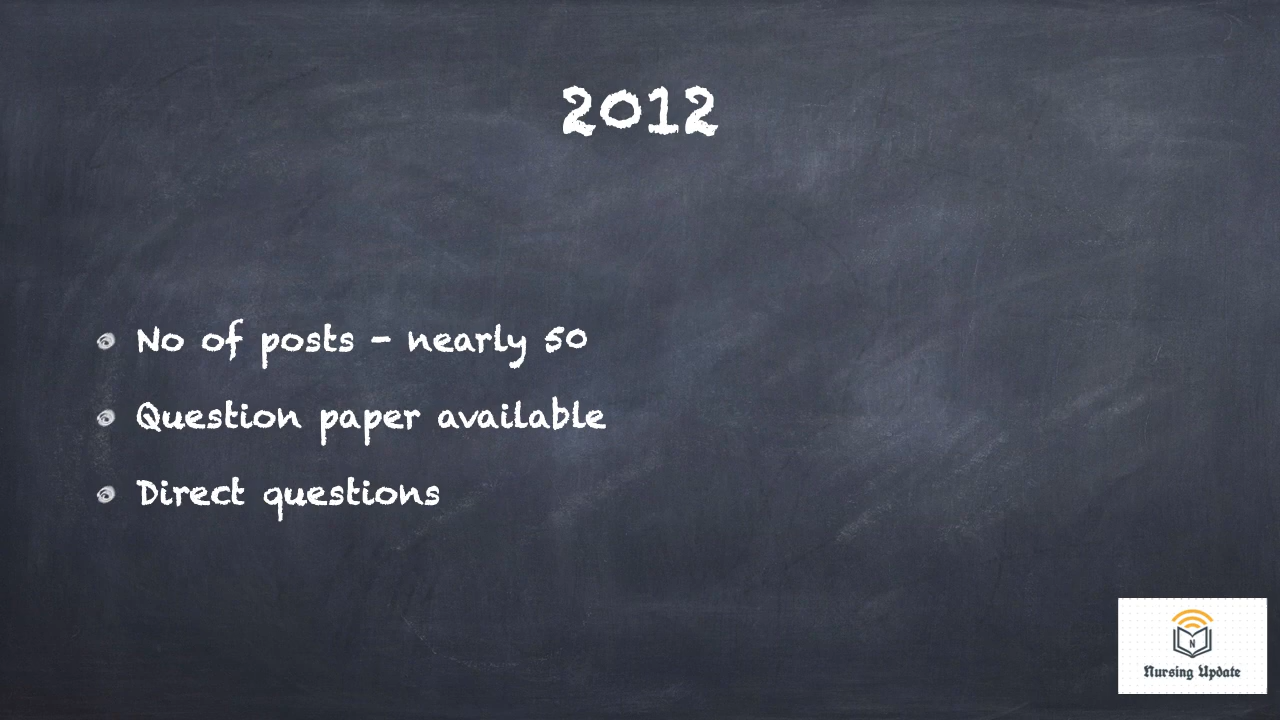 2012
No of posts - nearly 50
Question paper available
Direct questions
N
Nursing Update